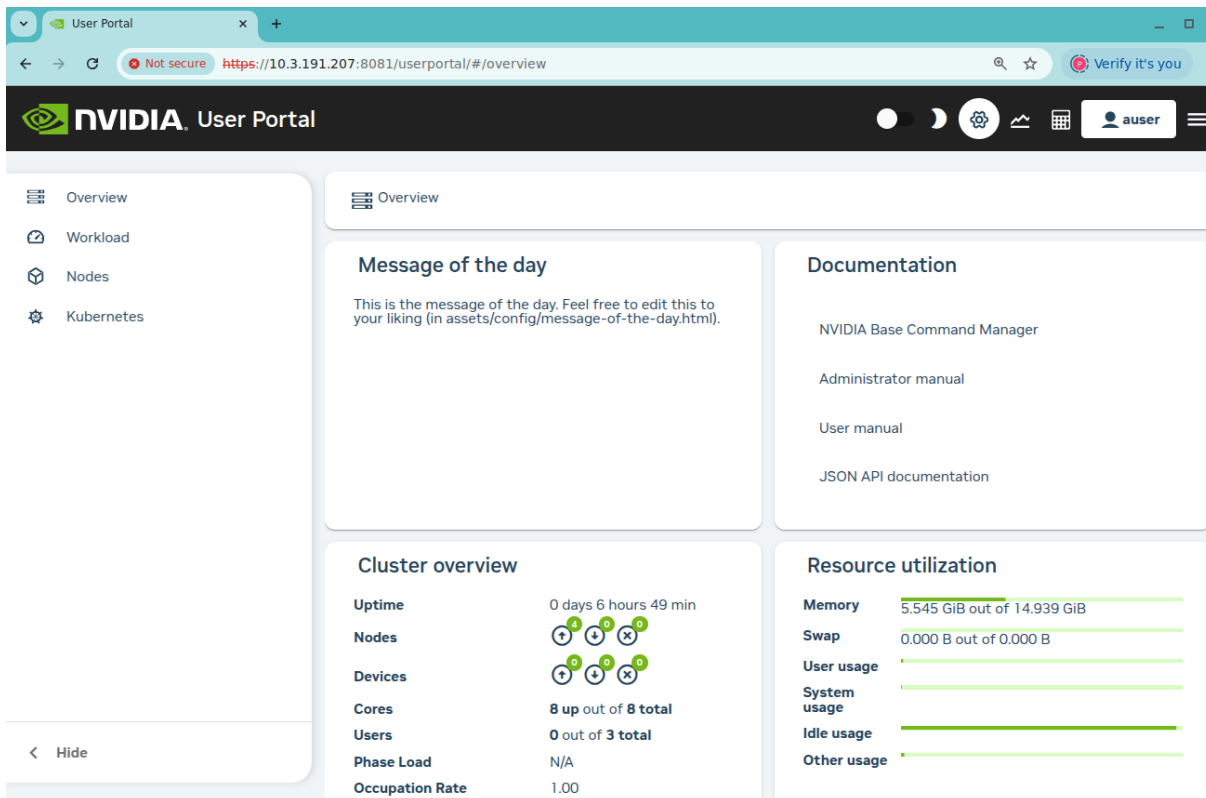 User Portal
Not secure https://10.3.191.207:8081/userportal/#/overview
Verify it's you
NVIDIA. User Portal
auser
Overview
Workload
Nodes
Kubernetes
Hide
Overview
Message of the day
This is the message of the day. Feel free to edit this to
your liking (in assets/config/message-of-the-day.html).
Documentation
NVIDIA Base Command Manager
Administrator manual
User manual
JSON API documentation
Cluster overview
Uptime 0 days 6 hours 49 min
Nodes 4 0 0
Devices 0 0 0
Cores 8 up out of 8 total
Users 0 out of 3 total
Phase Load N/A
Occupation Rate 1.00
Resource utilization
Memory 5.545 GiB out of 14.939 GiB
Swap 0.000 B out of 0.000 B
User usage
System
usage
Idle usage
Other usage